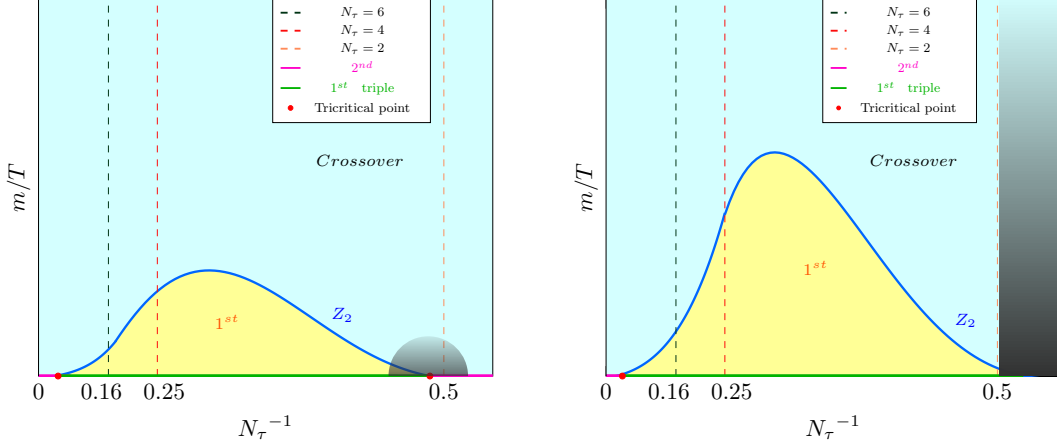 N_τ = 6
N_τ = 4
N_τ = 2
2^{nd}
1^{st} triple
Tricritical point
Crossover
m/T
1^{st}
Z_2
0
0.16
0.25
0.5
N_τ^{-1}
N_τ = 6
N_τ = 4
N_τ = 2
2^{nd}
1^{st} triple
Tricritical point
Crossover
m/T
1^{st}
Z_2
0
0.16
0.25
0.5
N_τ^{-1}